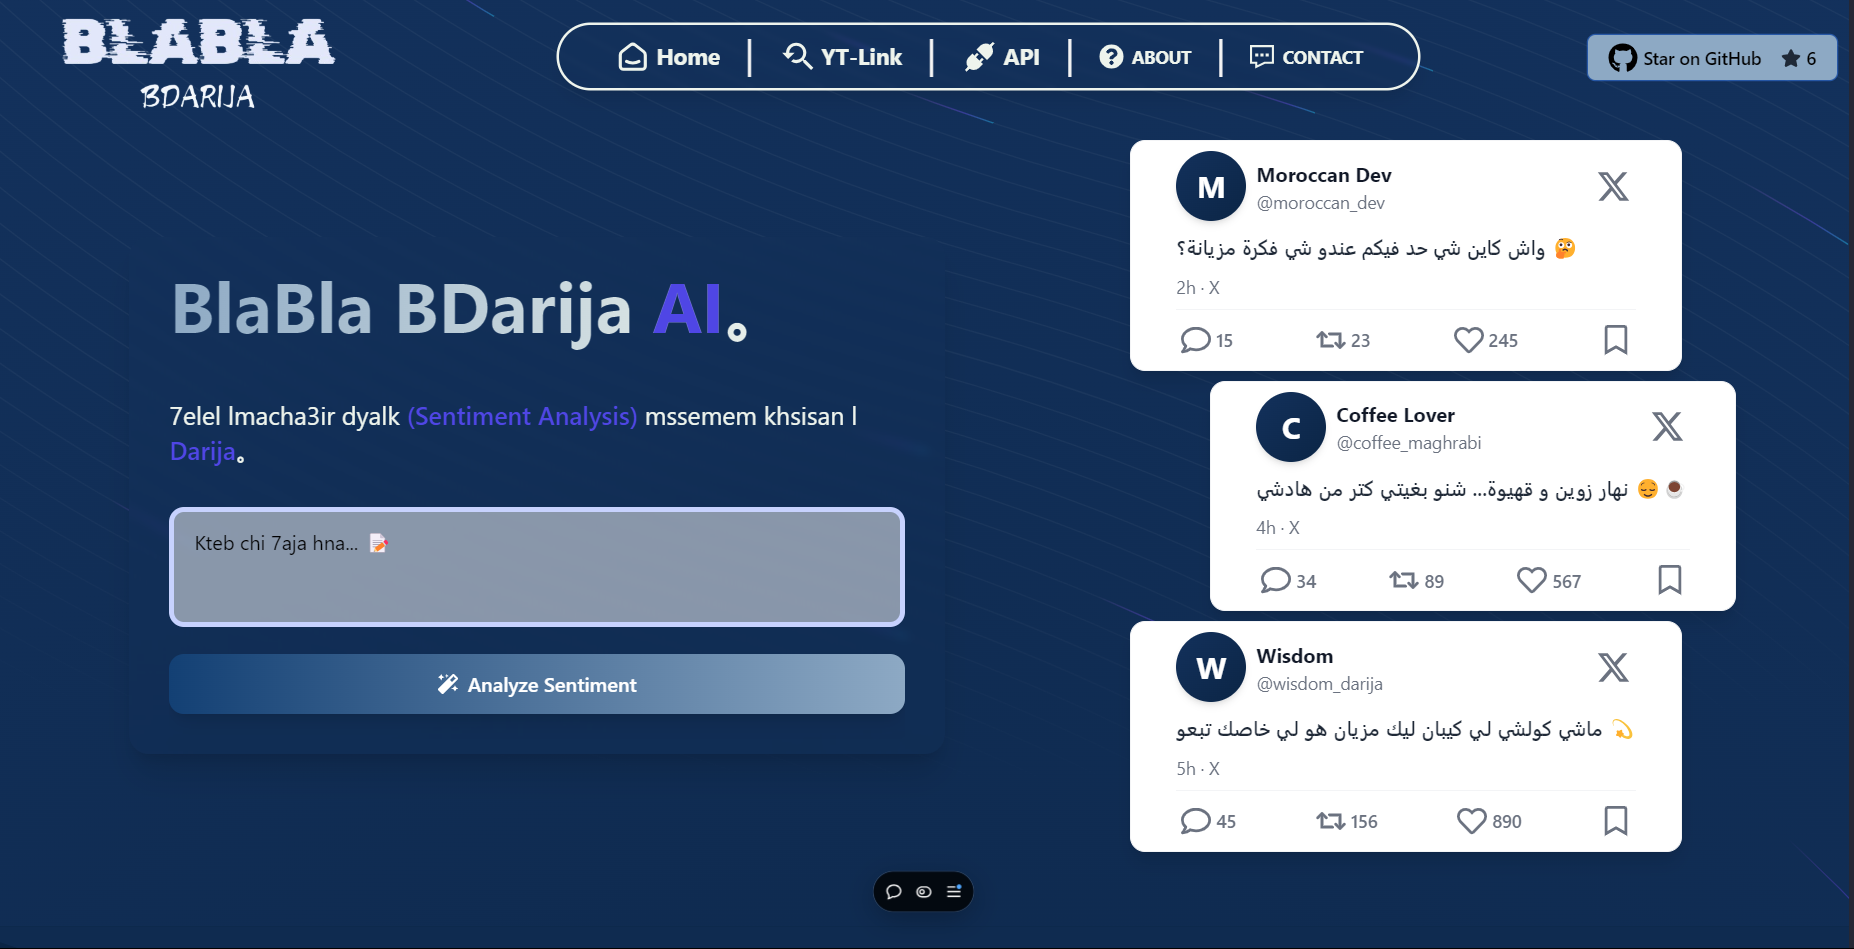 BLABLA
BDARIJA
Home | YT-Link | API | ABOUT | CONTACT
Star on GitHub ★ 6
BlaBla BDarija AI。
7elel lmacha3ir dyalk (Sentiment Analysis) mssemem khsisan l
Darija。
Kteb chi 7aja hna... 📝
Analyze Sentiment
M
Moroccan Dev
@moroccan_dev
واش كاين شي حد فيكم عندو شي فكرة مزيانة؟ 🤔
2h · X
15 23 245
C
Coffee Lover
@coffee_maghrabi
نهار زوين و قهيوة... شنو بغيتي كتر من هادشي 😌☕
4h · X
34 89 567
W
Wisdom
@wisdom_darija
ماشي كولشي لي كيبان ليك مزيان هو لي خاصك تبعو 💫
5h · X
45 156 890